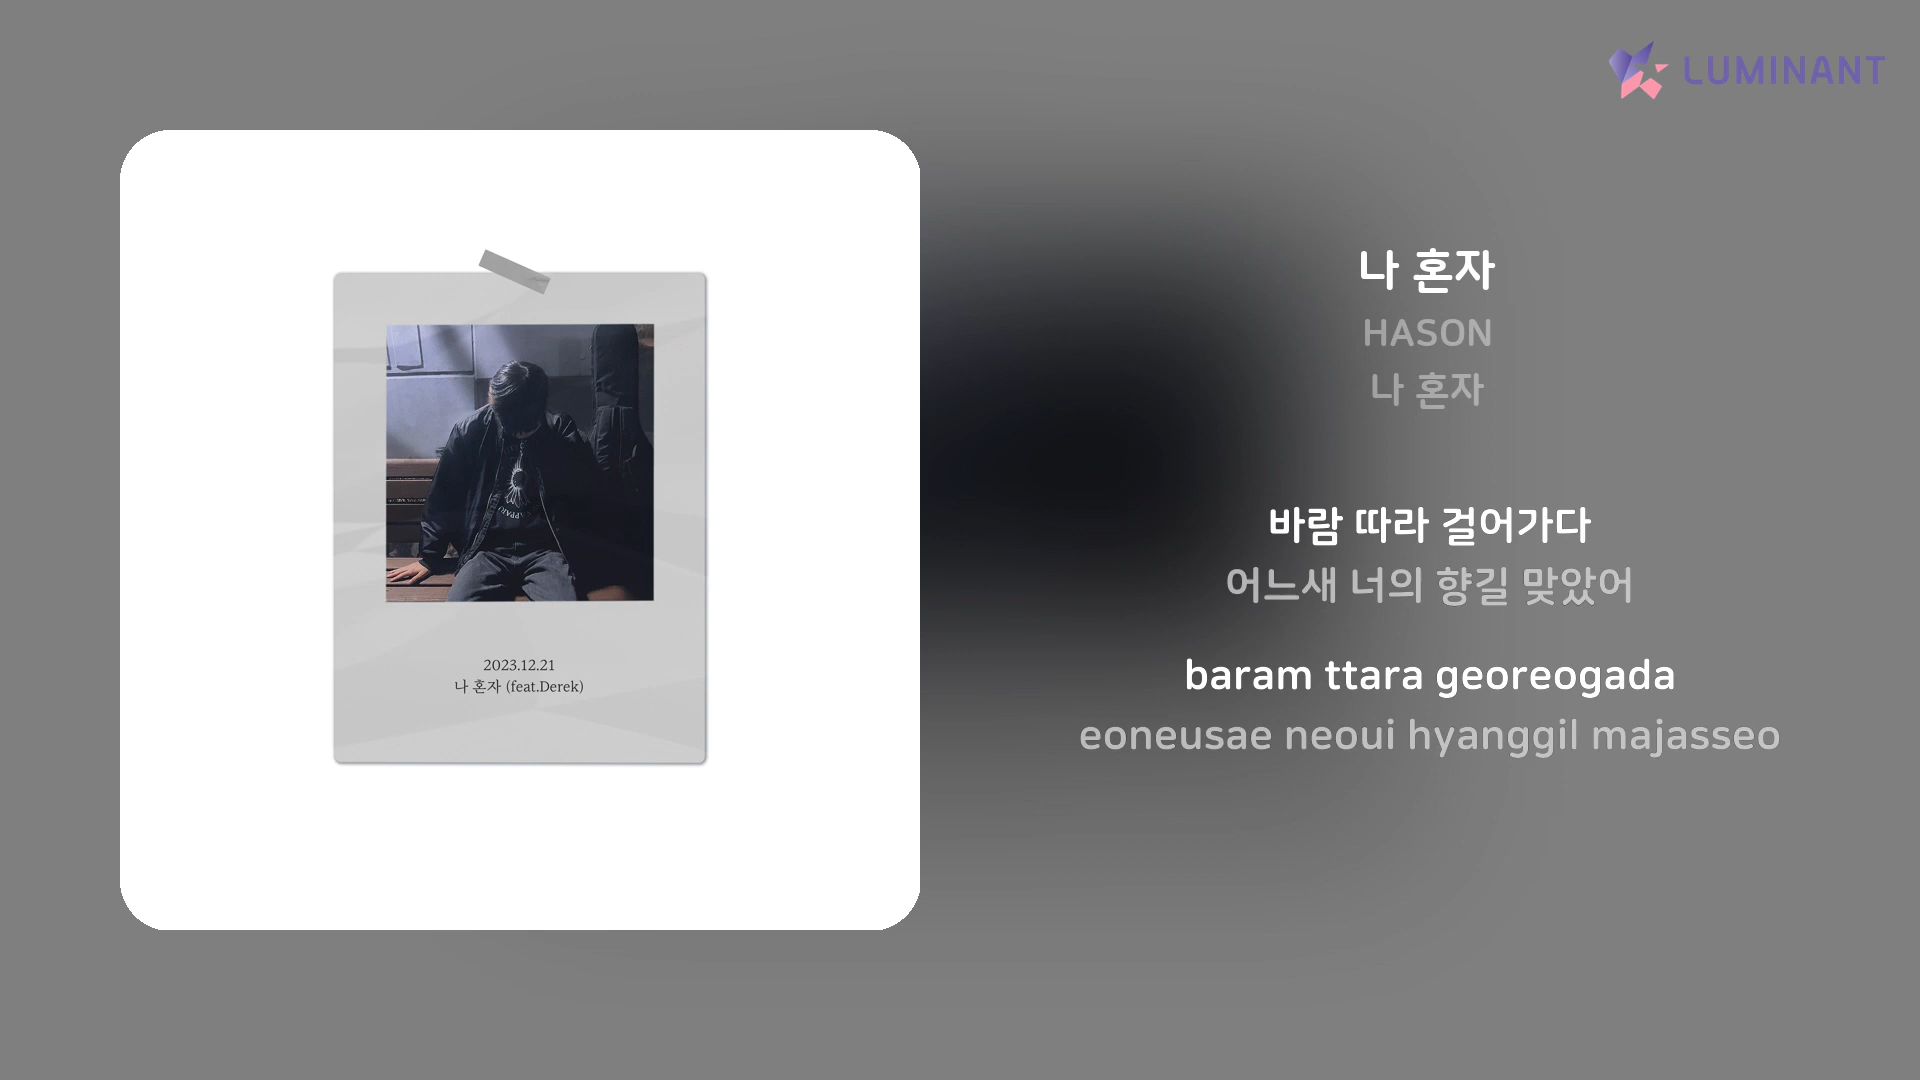 LUMINANT
나 혼자
HASON
나 혼자
바람 따라 걸어가다
어느새 너의 향길 맞았어
baram ttara georeogada
eoneusae neoui hyanggil majasseo
2023.12.21
나 혼자 (feat.Derek)